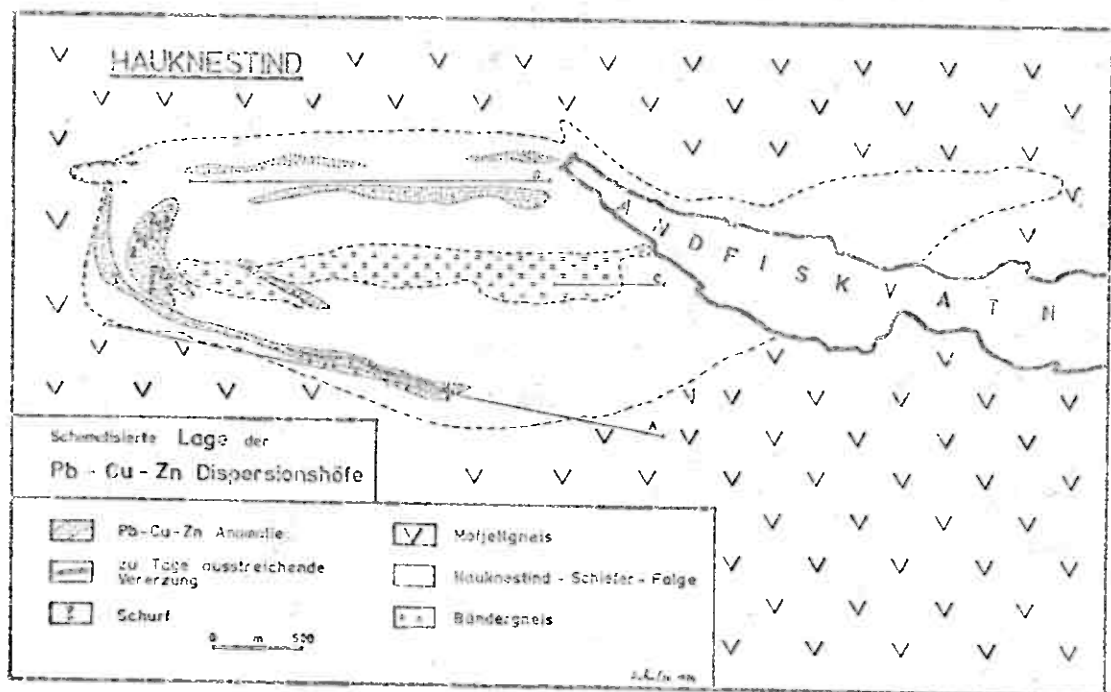 HAUKNESTIND
ANDFISKVATN
C
A
Schematisierte Lage der
Pb - Cu - Zn Dispersionshöfe
Pb-Cu-Zn Anomalie
zu Tage ausstreichende
Vererzung
Schurf
0 m 500
Mofjellgneis
Hauknestind - Schiefer - Folge
Bändergneis